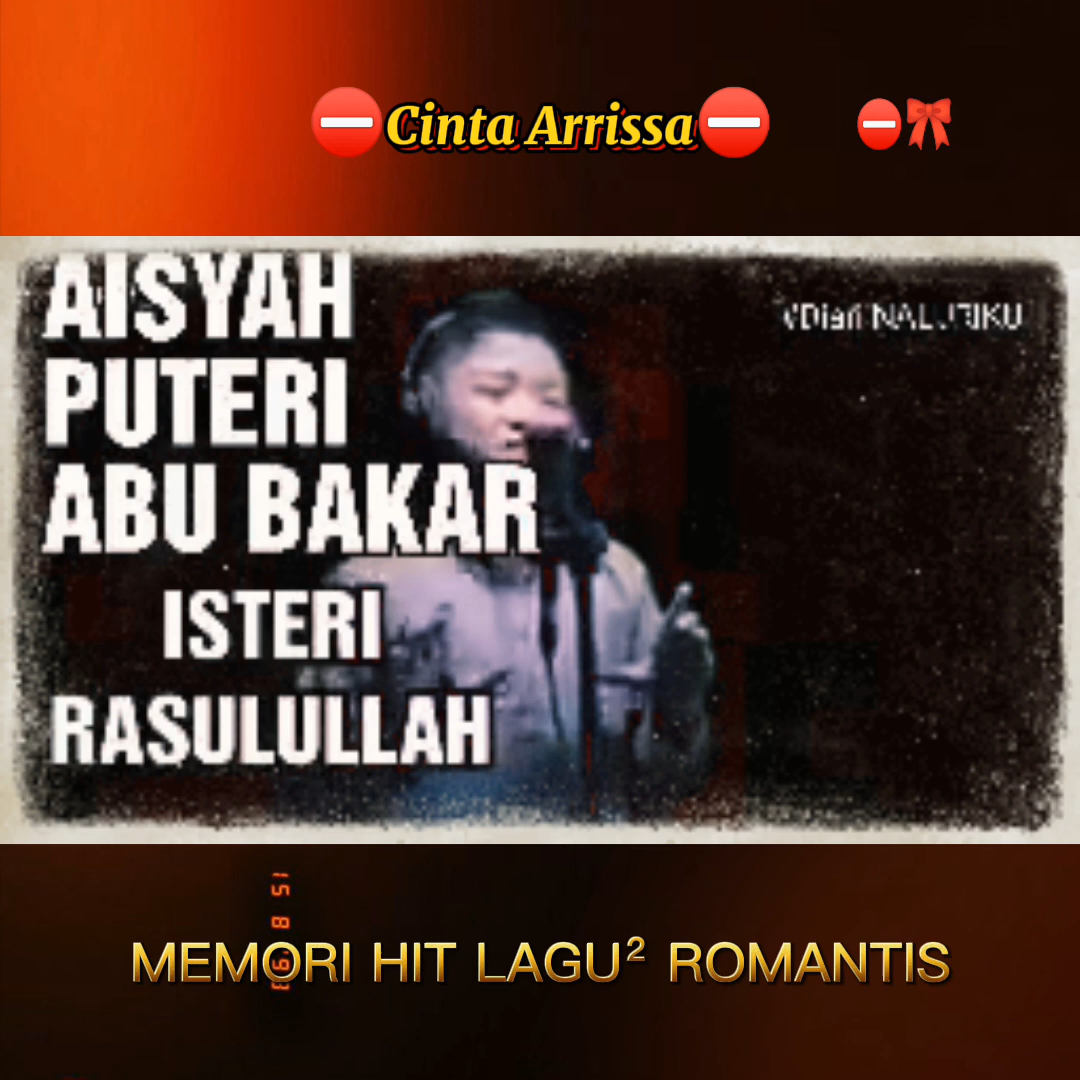 ⛔Cinta Arrissa⛔ ⛔🎀
AISYAH
PUTERI
ABU BAKAR
ISTERI
RASULULLAH
MEMORI HIT LAGU² ROMANTIS